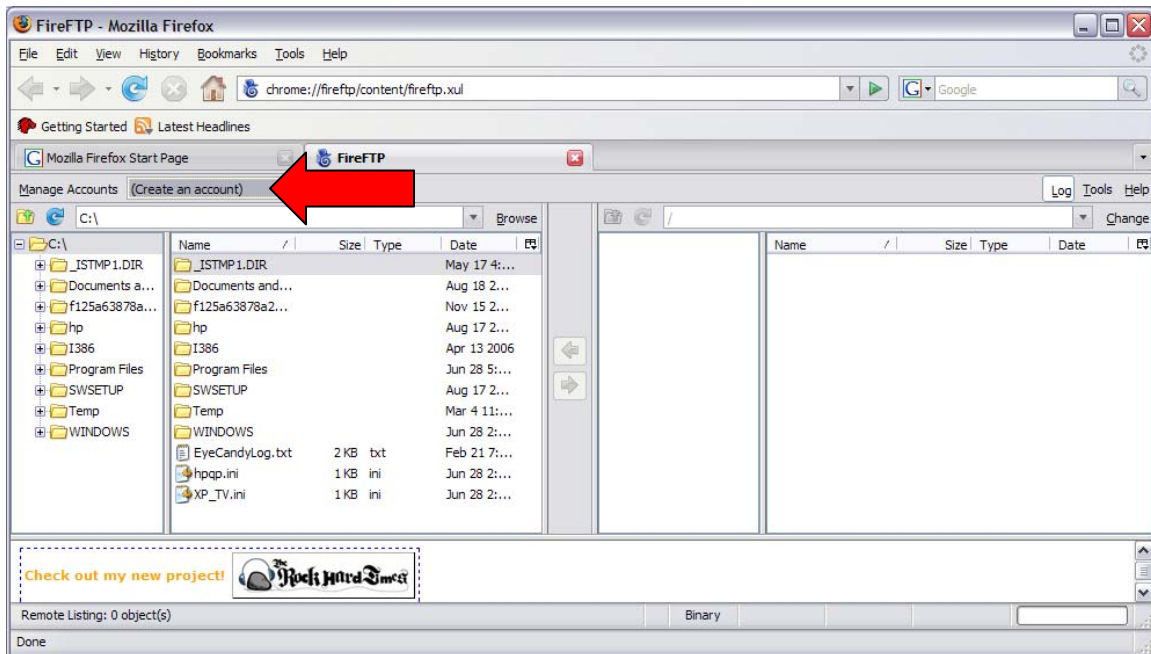 FireFTP - Mozilla Firefox
File Edit View History Bookmarks Tools Help
chrome://fireftp/content/fireftp.xul
G Google
Getting Started Latest Headlines
G Mozilla Firefox Start Page FireFTP
Manage Accounts (Create an account) Log Tools Help
C:\ Browse / Change
C:\ Name / Size Type Date Name / Size Type Date
_ISTMP1.DIR _ISTMP1.DIR May 17 4:...
Documents a... Documents and... Aug 18 2...
f125a63878a... f125a63878a2... Nov 15 2...
hp hp Aug 17 2...
I386 I386 Apr 13 2006
Program Files Program Files Jun 28 5:...
SWSETUP SWSETUP Aug 17 2...
Temp Temp Mar 4 11:...
WINDOWS WINDOWS Jun 28 2:...
EyeCandyLog.txt 2 KB txt Feb 21 7:...
hpqp.ini 1 KB ini Jun 28 2:...
XP_TV.ini 1 KB ini Jun 28 2:...
Check out my new project! The Rock Hard Times
Remote Listing: 0 object(s) Binary
Done